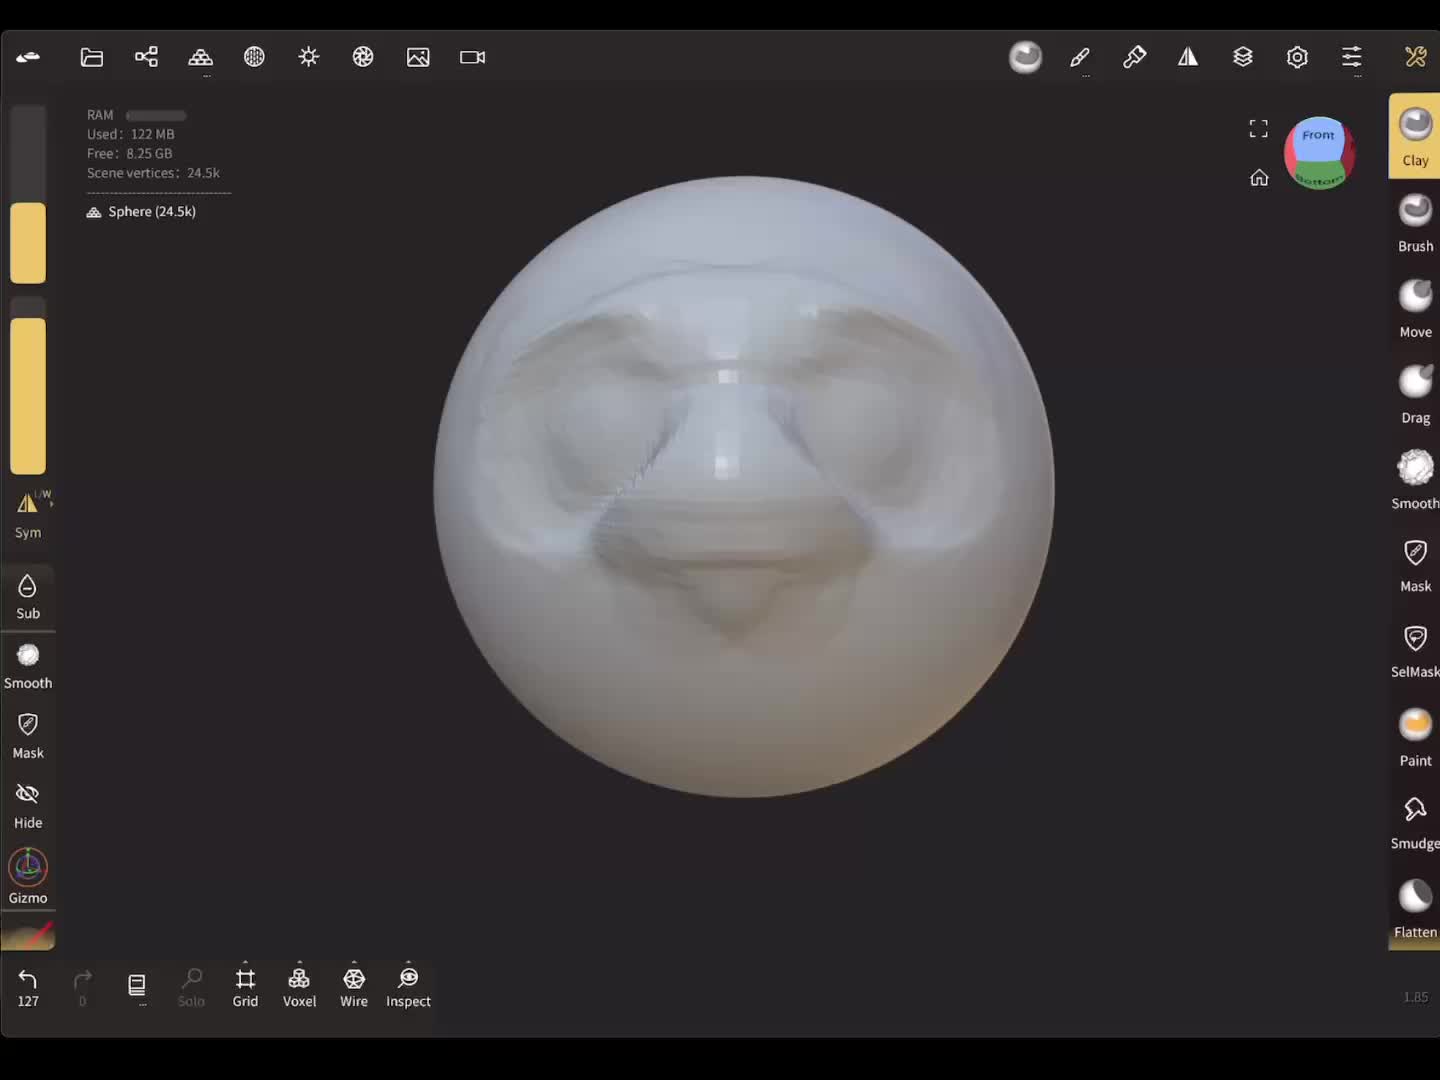 RAM
Used: 122 MB
Free: 8.25 GB
Scene vertices: 24.5k
Sphere (24.5k)
Front
Bottom
Clay
Brush
Move
Drag
Smooth
Mask
SelMask
Paint
Smudge
Flatten
1.85
L/W
Sym
Sub
Smooth
Mask
Hide
Gizmo
127
0
Solo
Grid
Voxel
Wire
Inspect